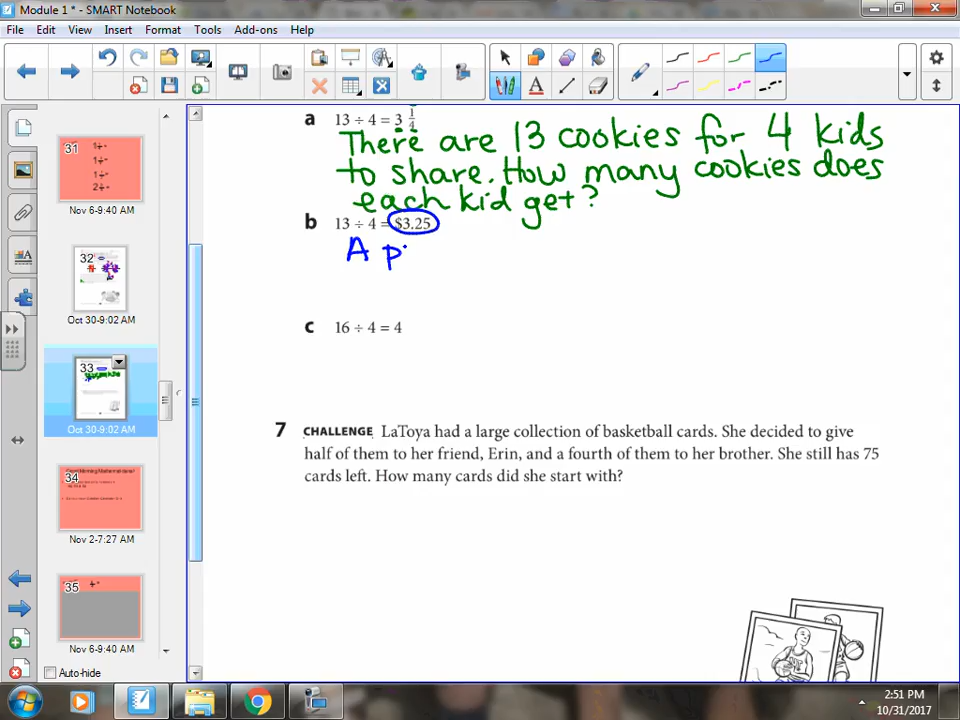 Module 1 * - SMART Notebook
File Edit View Insert Format Tools Add-ons Help
31
Nov 6-9:40 AM
32
Oct 30-9:02 AM
33
Oct 30-9:02 AM
34
Nov 2-7:27 AM
35
Nov 6-9:40 AM
Auto-hide
a 13 ÷ 4 = 3 1/4
There are 13 cookies for 4 kids
to share. How many cookies does
each kid get?
b 13 ÷ 4 = $3.25
A p
c 16 ÷ 4 = 4
7 CHALLENGE LaToya had a large collection of basketball cards. She decided to give
half of them to her friend, Erin, and a fourth of them to her brother. She still has 75
cards left. How many cards did she start with?
2:51 PM
10/31/2017